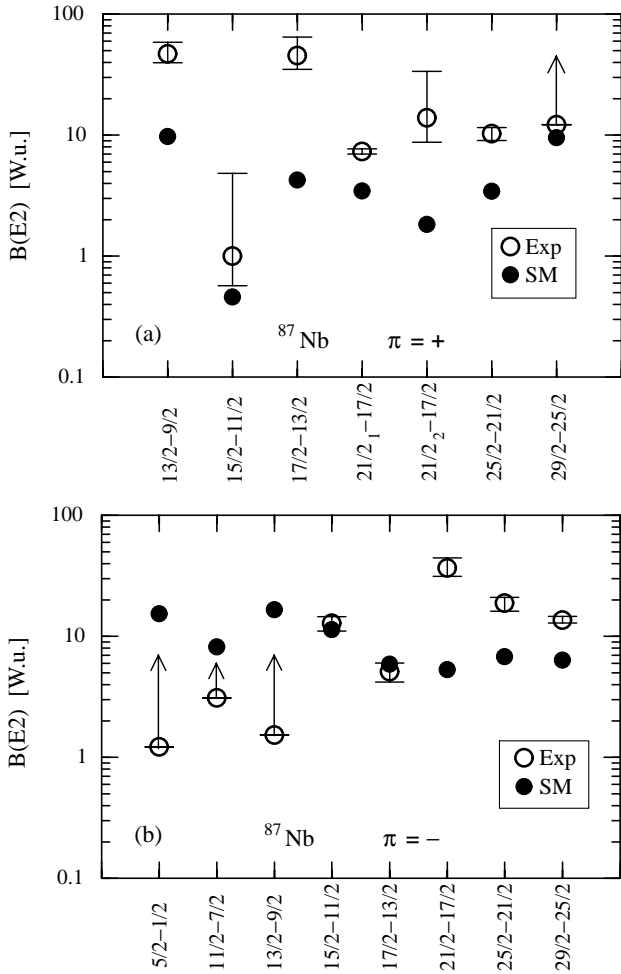 100
10
1
0.1
B(E2) [W.u.]
Exp
SM
(a) ⁸⁷Nb π = +
13/2−9/2
15/2−11/2
17/2−13/2
21/2₁−17/2
21/2₂−17/2
25/2−21/2
29/2−25/2
100
10
1
0.1
B(E2) [W.u.]
Exp
SM
(b) ⁸⁷Nb π = −
5/2−1/2
11/2−7/2
13/2−9/2
15/2−11/2
17/2−13/2
21/2−17/2
25/2−21/2
29/2−25/2